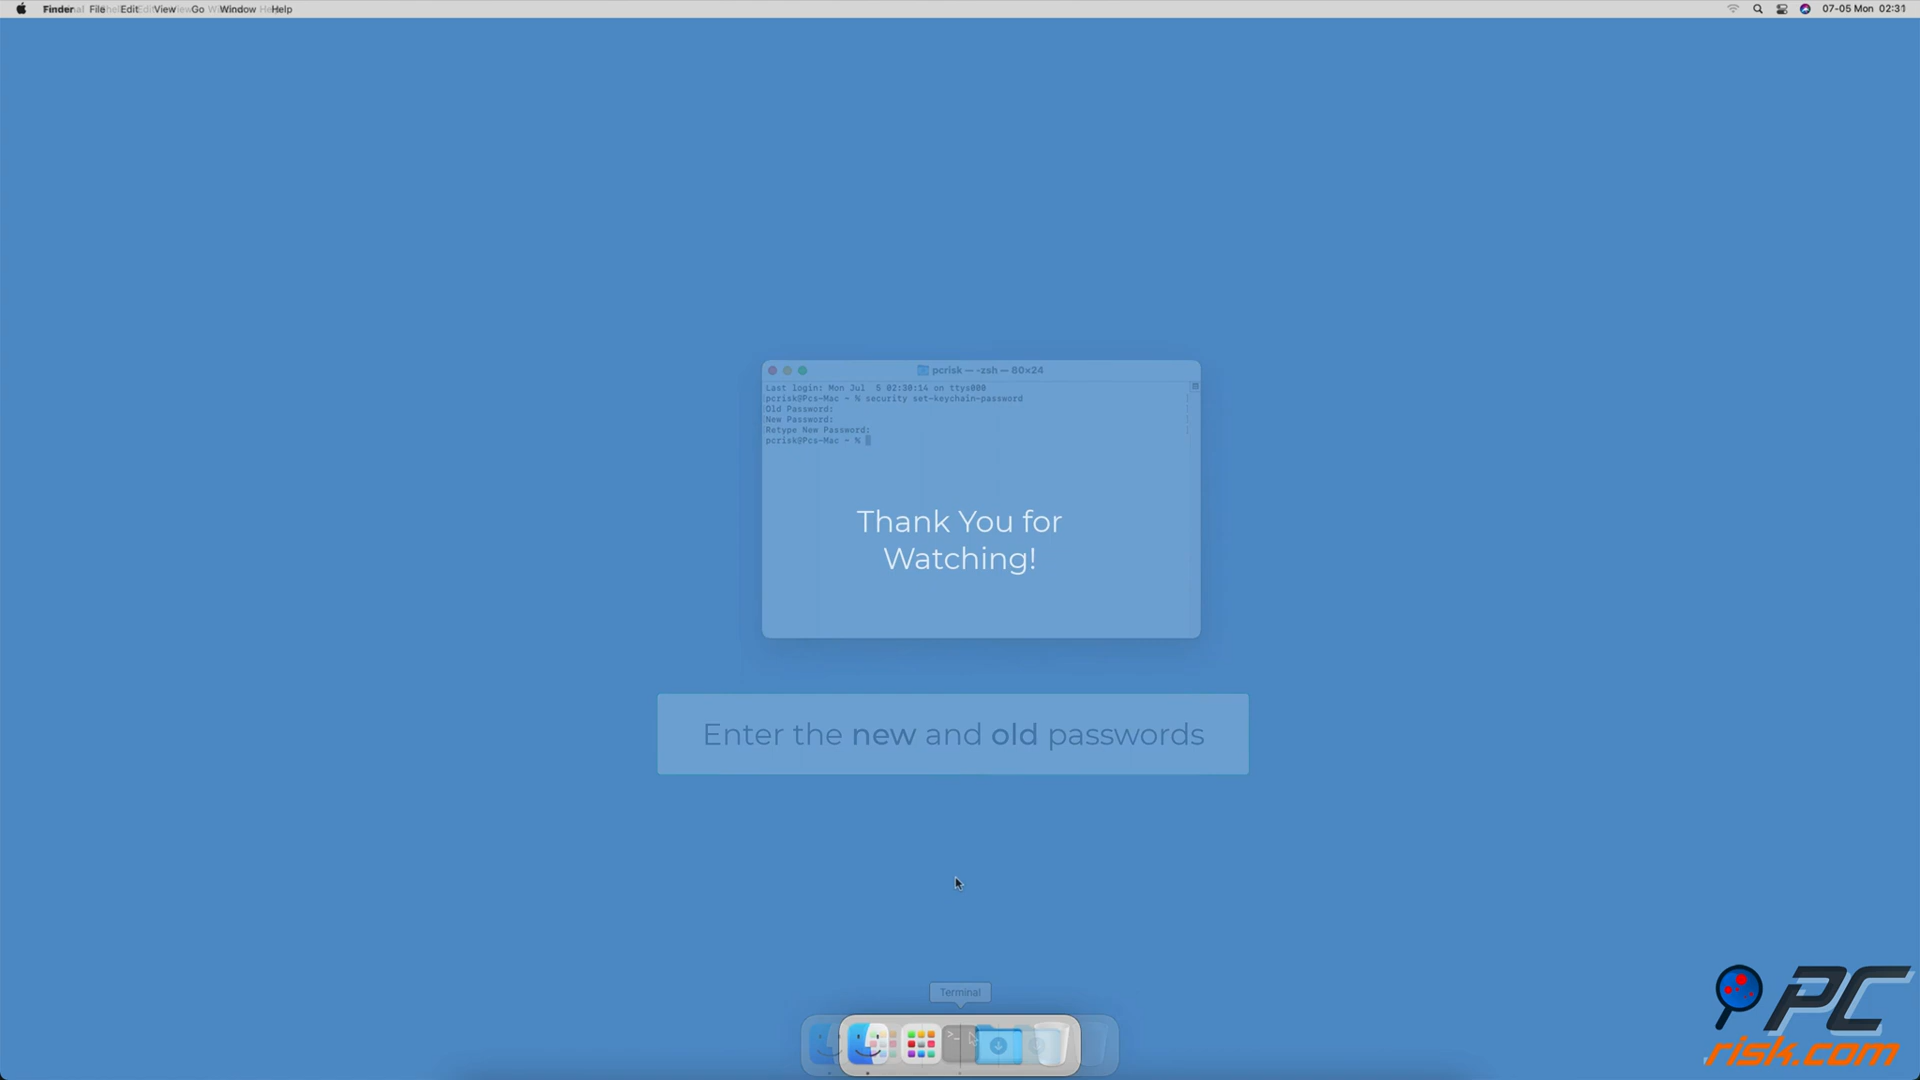 Finder File Edit View Go Window Help
07-05 Mon 02:31
pcrisk — -zsh — 80×24
Last login: Mon Jul  5 02:30:14 on ttys000
pcrisk@Pcs-Mac ~ % security set-keychain-password
Old Password:
New Password:
Retype New Password:
pcrisk@Pcs-Mac ~ %
Thank You for
Watching!
Enter the new and old passwords
Terminal
PC
risk.com